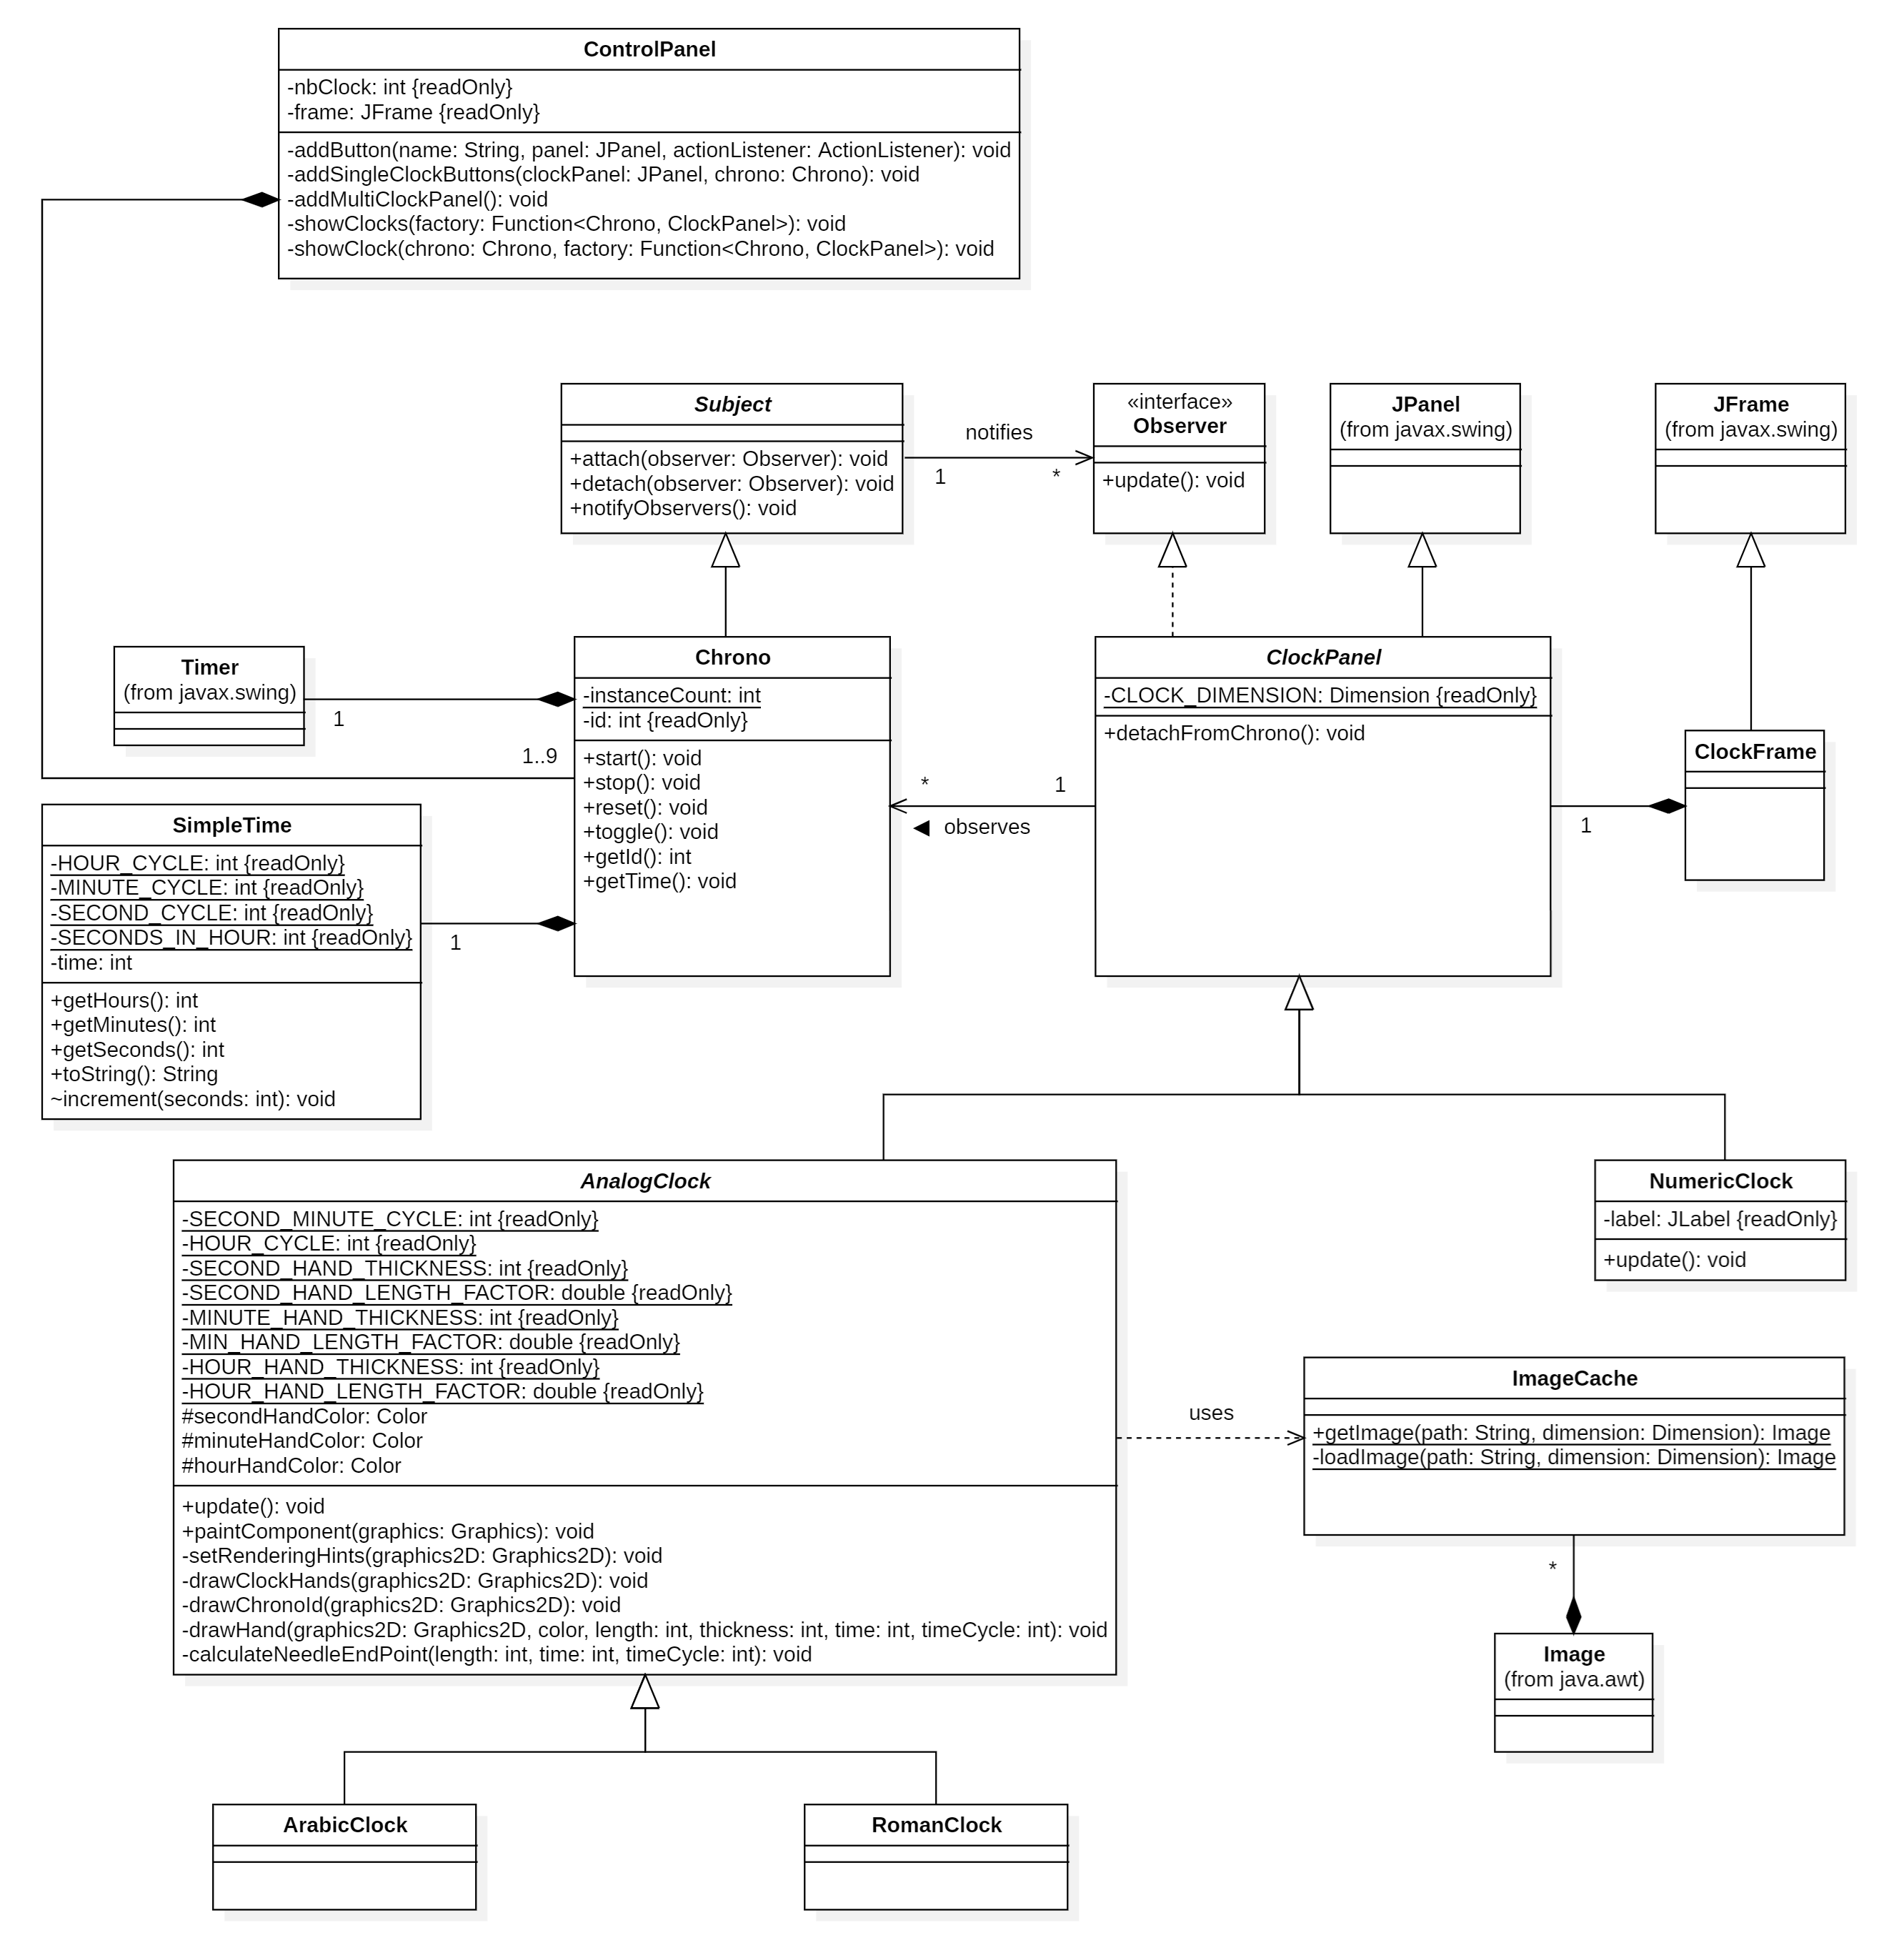 ControlPanel
-nbClock: int {readOnly}
-frame: JFrame {readOnly}
-addButton(name: String, panel: JPanel, actionListener: ActionListener): void
-addSingleClockButtons(clockPanel: JPanel, chrono: Chrono): void
-addMultiClockPanel(): void
-showClocks(factory: Function<Chrono, ClockPanel>): void
-showClock(chrono: Chrono, factory: Function<Chrono, ClockPanel>): void
Subject
+attach(observer: Observer): void
+detach(observer: Observer): void
+notifyObservers(): void
notifies
1
*
«interface»
Observer
+update(): void
JPanel
(from javax.swing)
JFrame
(from javax.swing)
Timer
(from javax.swing)
1
1..9
Chrono
-instanceCount: int
-id: int {readOnly}
+start(): void
+stop(): void
+reset(): void
+toggle(): void
+getId(): int
+getTime(): void
*
1
◀ observes
ClockPanel
-CLOCK_DIMENSION: Dimension {readOnly}
+detachFromChrono(): void
1
ClockFrame
SimpleTime
-HOUR_CYCLE: int {readOnly}
-MINUTE_CYCLE: int {readOnly}
-SECOND_CYCLE: int {readOnly}
-SECONDS_IN_HOUR: int {readOnly}
-time: int
+getHours(): int
+getMinutes(): int
+getSeconds(): int
+toString(): String
~increment(seconds: int): void
1
AnalogClock
-SECOND_MINUTE_CYCLE: int {readOnly}
-HOUR_CYCLE: int {readOnly}
-SECOND_HAND_THICKNESS: int {readOnly}
-SECOND_HAND_LENGTH_FACTOR: double {readOnly}
-MINUTE_HAND_THICKNESS: int {readOnly}
-MIN_HAND_LENGTH_FACTOR: double {readOnly}
-HOUR_HAND_THICKNESS: int {readOnly}
-HOUR_HAND_LENGTH_FACTOR: double {readOnly}
#secondHandColor: Color
#minuteHandColor: Color
#hourHandColor: Color
+update(): void
+paintComponent(graphics: Graphics): void
-setRenderingHints(graphics2D: Graphics2D): void
-drawClockHands(graphics2D: Graphics2D): void
-drawChronoId(graphics2D: Graphics2D): void
-drawHand(graphics2D: Graphics2D, color, length: int, thickness: int, time: int, timeCycle: int): void
-calculateNeedleEndPoint(length: int, time: int, timeCycle: int): void
NumericClock
-label: JLabel {readOnly}
+update(): void
uses
ImageCache
+getImage(path: String, dimension: Dimension): Image
-loadImage(path: String, dimension: Dimension): Image
*
Image
(from java.awt)
ArabicClock
RomanClock